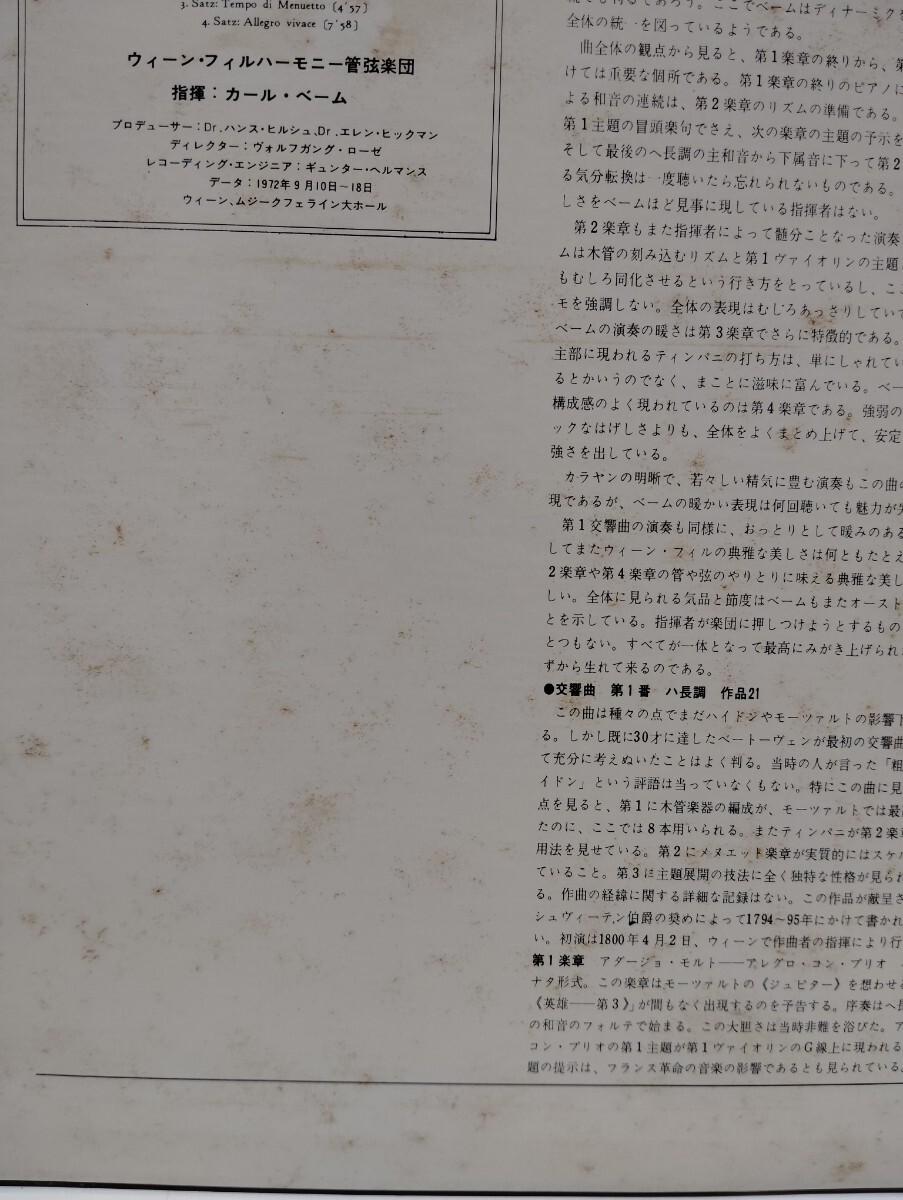 3. Satz: Tempo di Menuetto [4'57]
4. Satz: Allegro vivace [7'58]
ウィーン・フィルハーモニー管弦楽団
指揮：カール・ベーム
プロデューサー：Dr.ハンス・ヒルシュ、Dr.エレン・ヒックマン
ディレクター：ヴォルフガング・ローゼ
レコーディング・エンジニア：ギュンター・ヘルマンス
データ：1972年9月10日～18日
ウィーン、ムジークフェライン大ホール
ここでベームはディナーミク
全体の統一を図っているようである。
曲全体の観点から見ると、第1楽章の終りから、第
けては重要な個所である。第1楽章の終りのピアノに
よる和音の連続は、第2楽章のリズムの準備である。
第1主題の冒頭楽句でさえ、次の楽章の主題の予示を
そして最後のヘ長調の主和音から下属音に下って第2
る気分転換は一度聴いたら忘れられないものである。
しさをベームほど見事に現している指揮者はない。
第2楽章もまた指揮者によって髄分ことなった演奏
ムは木管の刻み込むリズムと第1ヴァイオリンの主題
もむしろ同化させるという行き方をとっているし、こ
モを強調しない。全体の表現はむしろあっさりしてい
ベームの演奏の暖さは第3楽章でさらに特徴的である。
主部に現われるティンパニの打ち方は、単にしゃれてい
るとかいうのでなく、まことに滋味に富んでいる。ベー
構成感のよく現われているのは第4楽章である。強弱の
ックなはげしさよりも、全体をよくまとめ上げて、安定
強さを出している。
カラヤンの明晰で、若々しい精気に豊む演奏もこの曲の
現であるが、ベームの暖かい表現は何回聴いても魅力が
第1交響曲の演奏も同様に、おっとりとして暖みのある
してまたウィーン・フィルの典雅な美しさは何ともたとえ
2楽章や第4楽章の管や弦のやりとりに味える典雅な美し
しい。全体に見られる気品と節度はベームもまたオースト
とを示している。指揮者が楽団に押しつけようとするもの
とつもない。すべてが一体となって最高にみがき上げられ
ずから生れて来るのである。
●交響曲 第1番 ハ長調 作品21
この曲は種々の点でまだハイドンやモーツァルトの影響下
る。しかし既に30才に達したベートーヴェンが最初の交響曲
て充分に考えぬいたことはよく判る。当時の人が言った「粗
イドン」という評語は当っていなくもない。特にこの曲に見
点を見ると、第1に木管楽器の編成が、モーツァルトでは最
たのに、ここでは8本用いられる。またティンパニが第2楽章
用法を見せている。第2にメヌエット楽章が実質的にはスケル
ていること。第3に主題展開の技法に全く独特な性格が見られ
る。作曲の経緯に関する詳細な記録はない。この作品が献呈さ
シュヴィーテン伯爵の奨めによって1794～95年にかけて書かれ
い。初演は1800年4月2日、ウィーンで作曲者の指揮により行
第1楽章 アダージョ・モルト――アレグロ・コン・ブリオ
ナタ形式。この楽章はモーツァルトの《ジュピター》を想わせる
《英雄――第3》」が間もなく出現するのを予告する。序奏はヘ長
の和音のフォルテで始まる。この大胆さは当時非難を浴びた。ア
コン・ブリオの第1主題が第1ヴァイオリンのG線上に現われる
題の提示は、フランス革命の音楽の影響であるとも見られている。